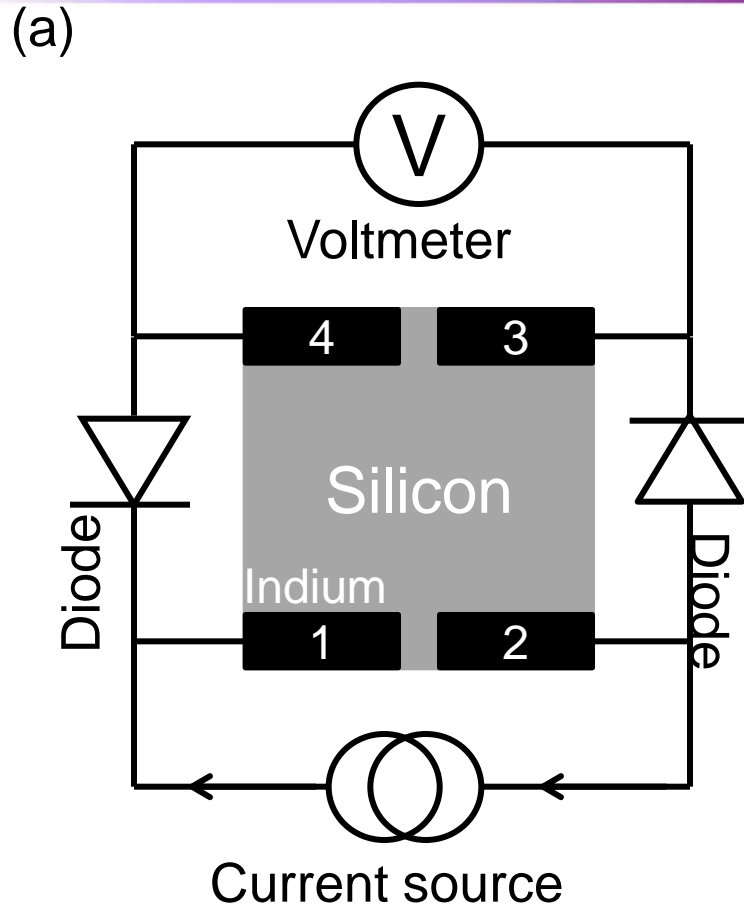 (a)
V
Voltmeter
4
3
Silicon
Diode
Diode
Indium
1
2
Current source